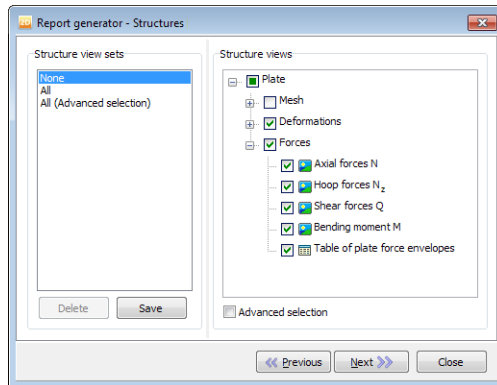 Report generator - Structures
Structure view sets
None
All
All (Advanced selection)
Delete
Save
Structure views
Plate
Mesh
Deformations
Forces
Axial forces N
Hoop forces Nz
Shear forces Q
Bending moment M
Table of plate force envelopes
Advanced selection
Previous
Next
Close